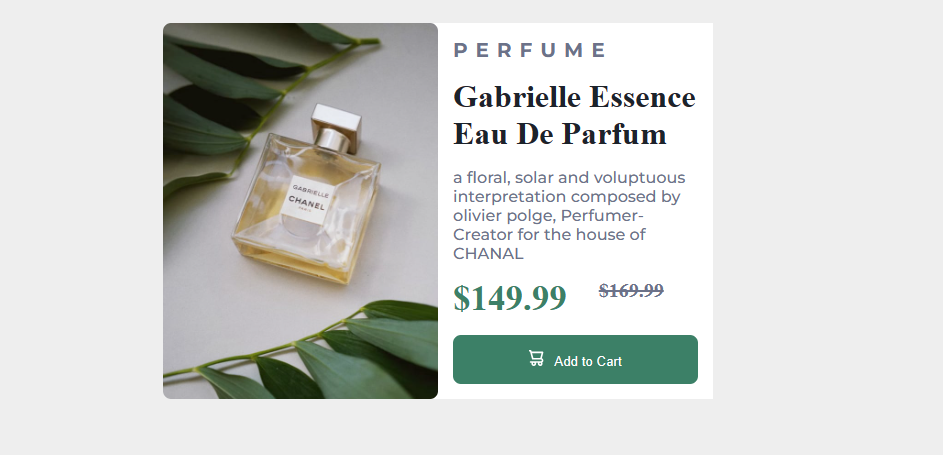 PERFUME
Gabrielle Essence
Eau De Parfum
a floral, solar and voluptuous
interpretation composed by
olivier polge, Perfumer-
Creator for the house of
CHANAL
$149.99 $169.99
Add to Cart
GABRIELLE
CHANEL
PARIS